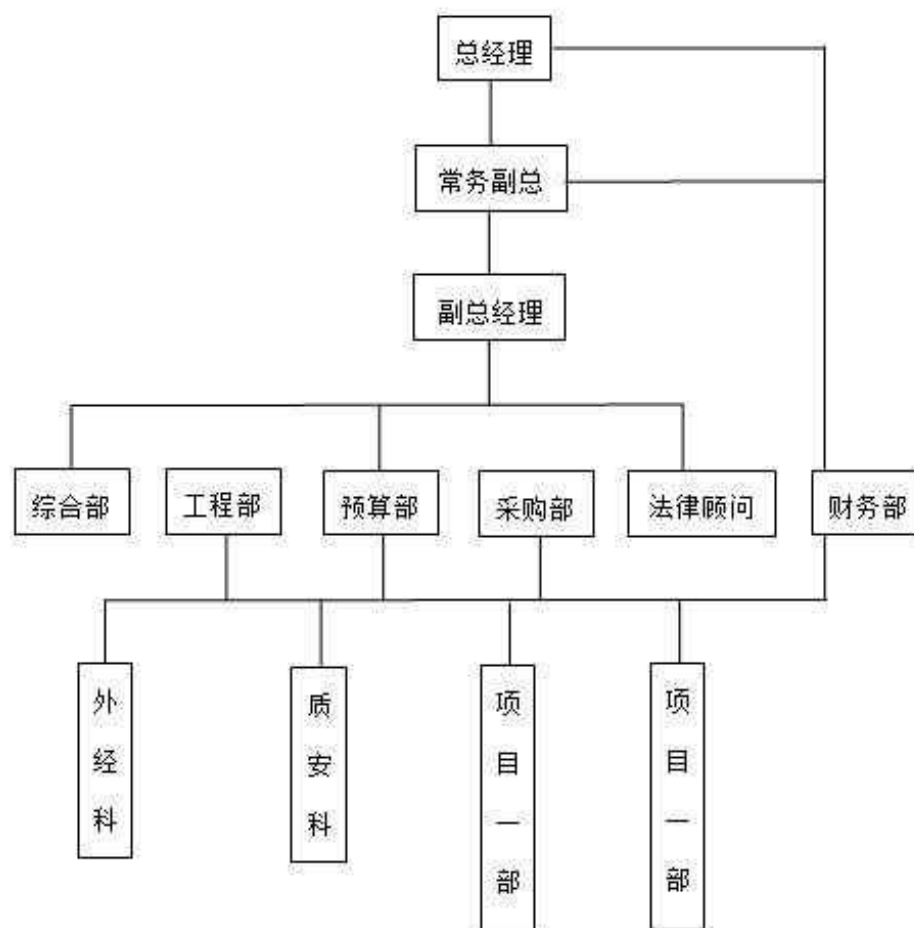 总经理
常务副总
副总经理
综合部
工程部
预算部
采购部
法律顾问
财务部
外经科
质安科
项目一部
项目一部